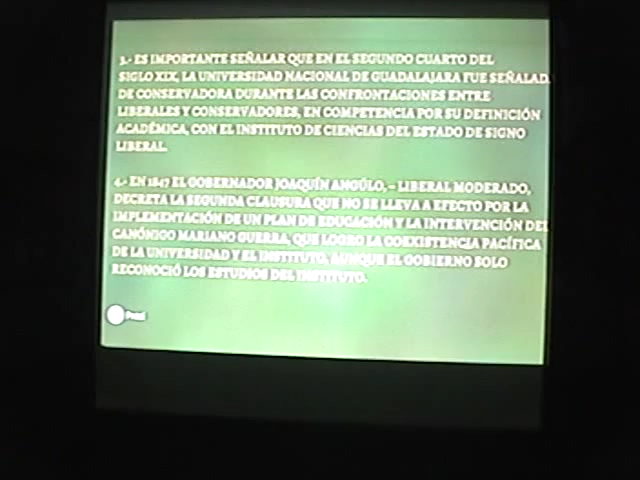 3.- ES IMPORTANTE SEÑALAR QUE EN EL SEGUNDO CUARTO DEL
SIGLO XIX, LA UNIVERSIDAD NACIONAL DE GUADALAJARA FUE SEÑALAD
DE CONSERVADORA DURANTE LAS CONFRONTACIONES ENTRE
LIBERALES Y CONSERVADORES, EN COMPETENCIA POR SU DEFINICIÓN
ACADÉMICA, CON EL INSTITUTO DE CIENCIAS DEL ESTADO DE SIGNO
LIBERAL.
4.- EN 1847 EL GOBERNADOR JOAQUÍN ANGÚLO, – LIBERAL MODERADO,
DECRETA LA SEGUNDA CLAUSURA QUE NO SE LLEVA A EFECTO POR LA
IMPLEMENTACIÓN DE UN PLAN DE EDUCACIÓN Y LA INTERVENCIÓN DEL
CANÓNIGO MARIANO GUERRA, QUE LOGRO LA COEXISTENCIA PACÍFICA
DE LA UNIVERSIDAD Y EL INSTITUTO, AUNQUE EL GOBIERNO SOLO
RECONOCIÓ LOS ESTUDIOS DEL INSTITUTO.